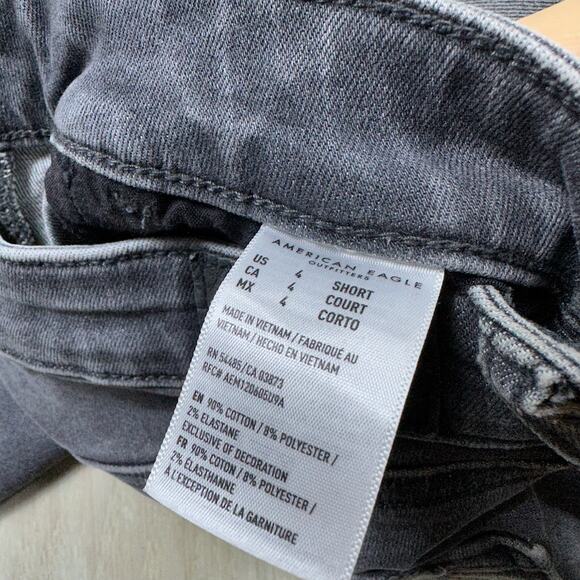 AMERICAN EAGLE
OUTFITTERS
US 4 SHORT
CA 4 COURT
MX 4 CORTO
MADE IN VIETNAM / FABRIQUÉ AU
VIETNAM / HECHO EN VIETNAM
RN 54485/CA 03873
RFC# AEM120605U9A
EN 90% COTTON / 8% POLYESTER /
2% ELASTANE
EXCLUSIVE OF DECORATION
FR 90% COTON / 8% POLYESTER /
2% ÉLASTHANNE
À L'EXCEPTION DE LA GARNITURE